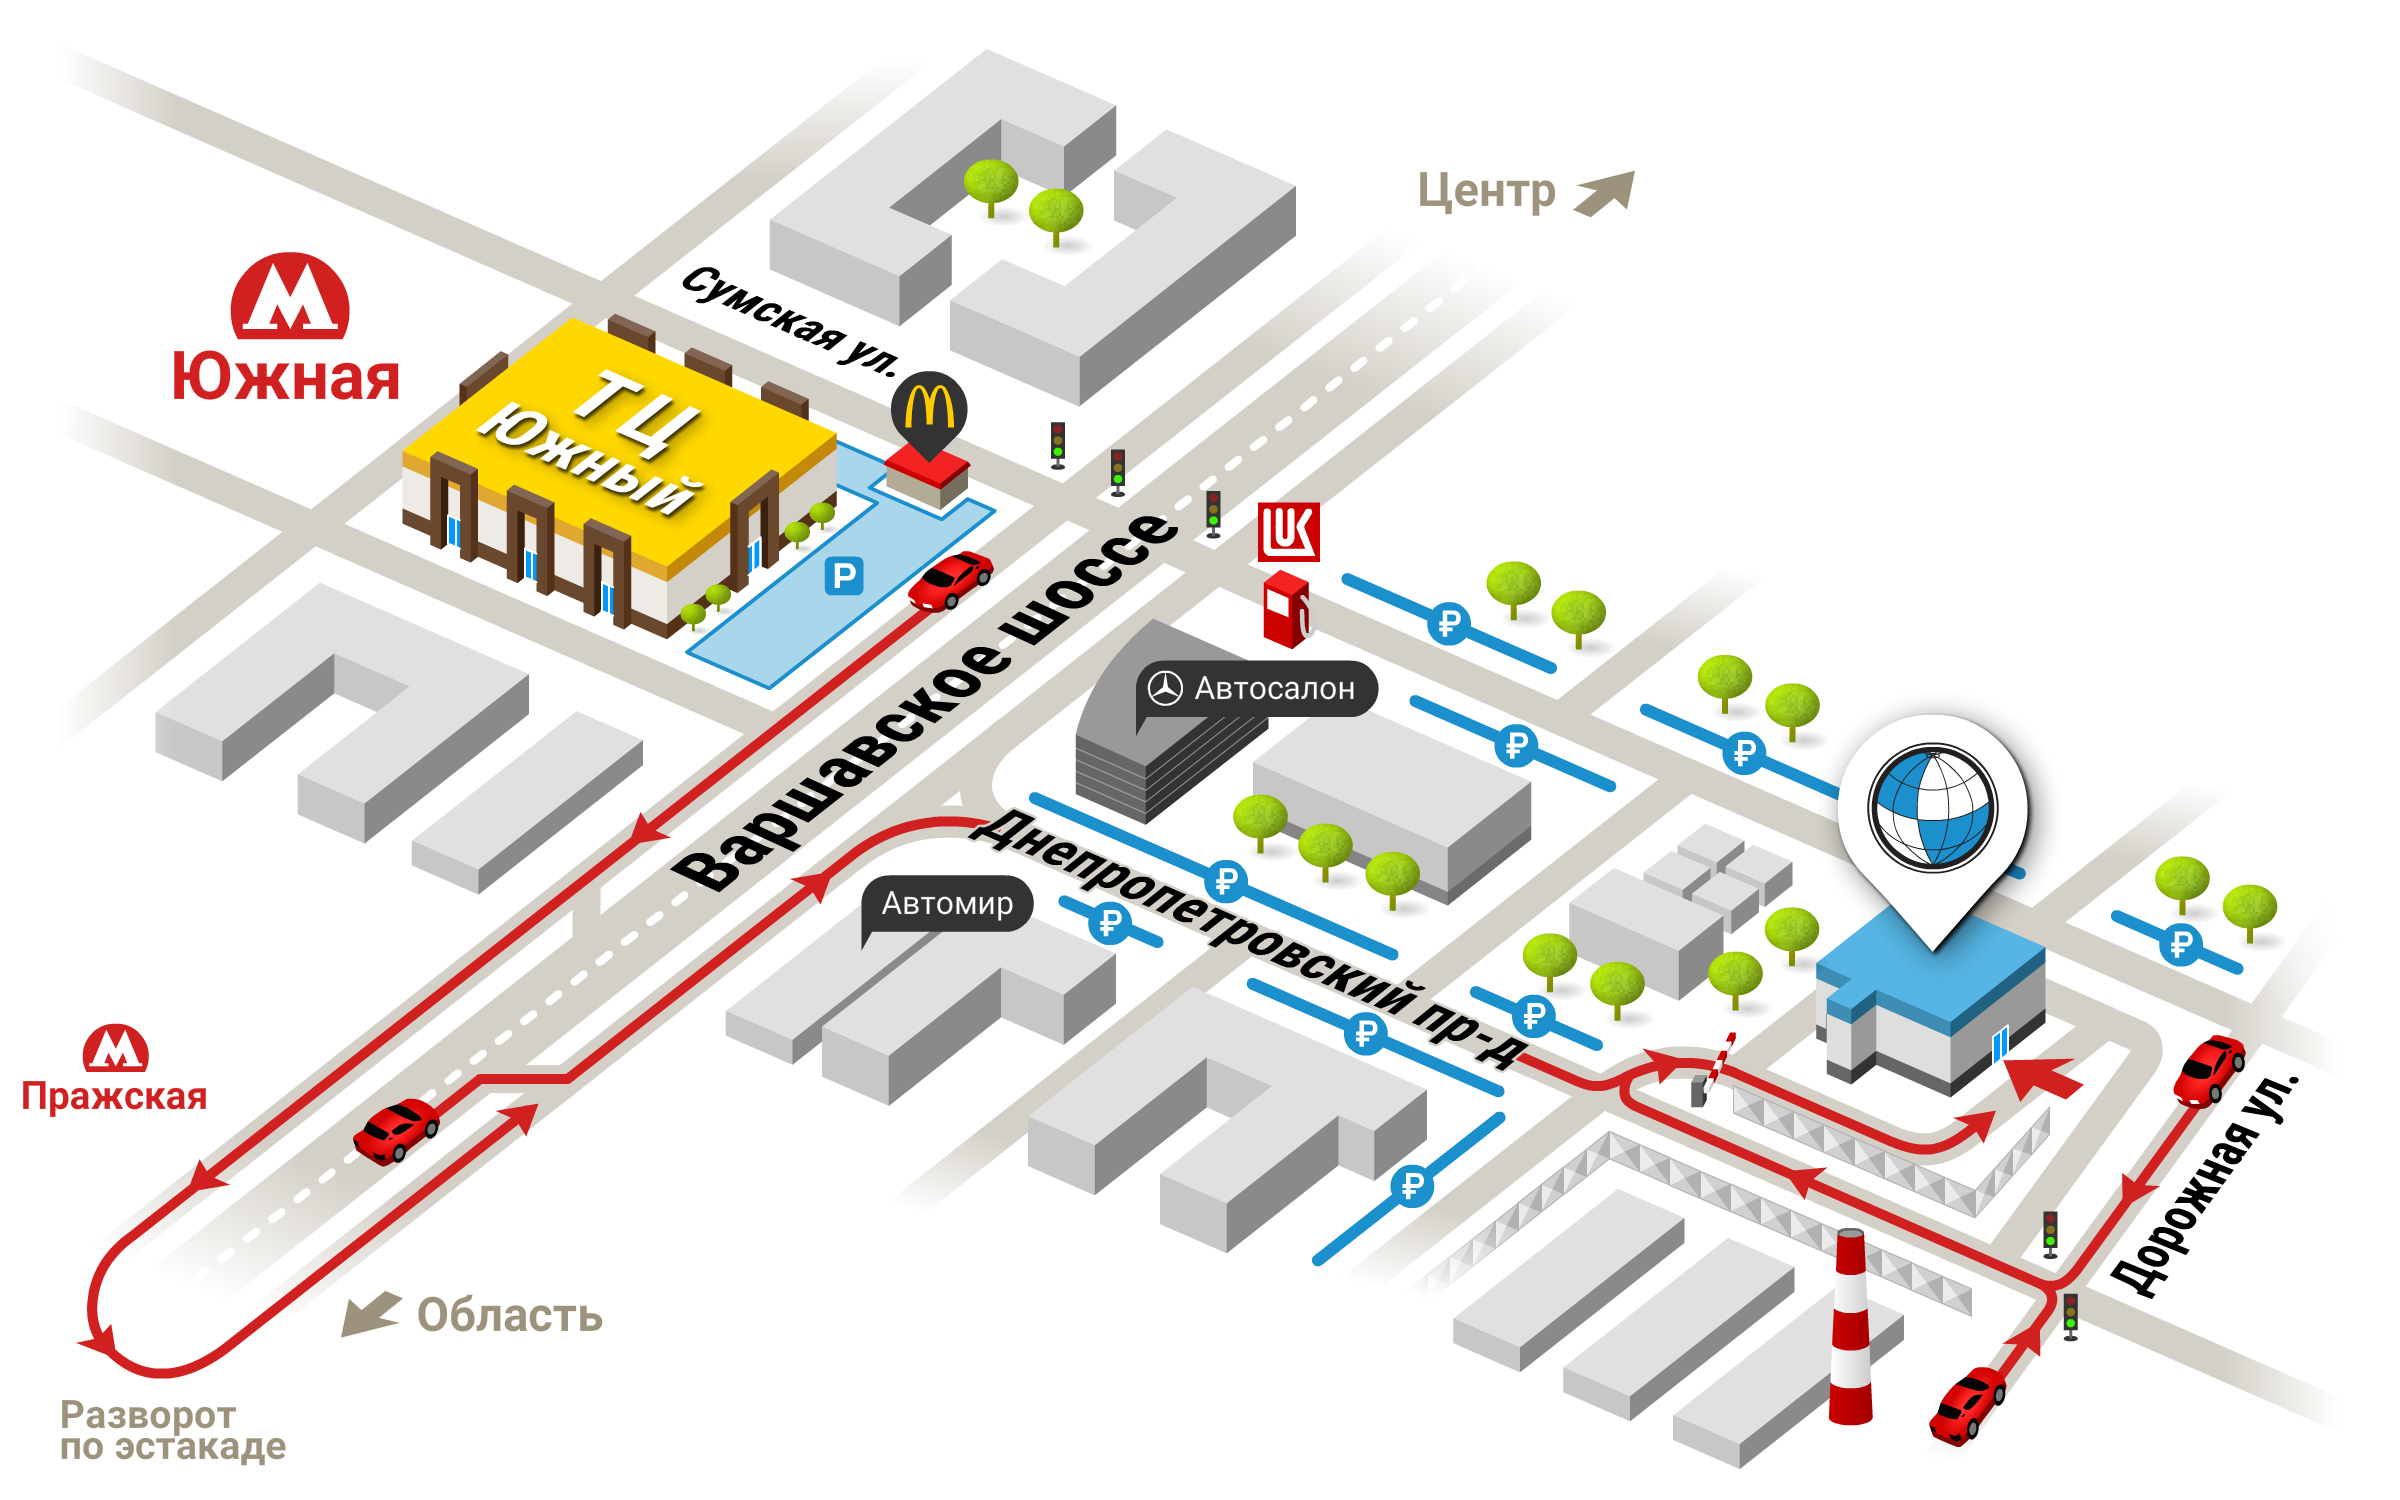 Центр
Сумская ул.
Южная
ТЦ
Южный
P
Варшавское шоссе
Автосалон
₽
₽
₽
₽
₽
₽
₽
₽
₽
Днепропетровский пр-д
Автомир
Пражская
Дорожная ул.
Область
Разворот
по эстакаде